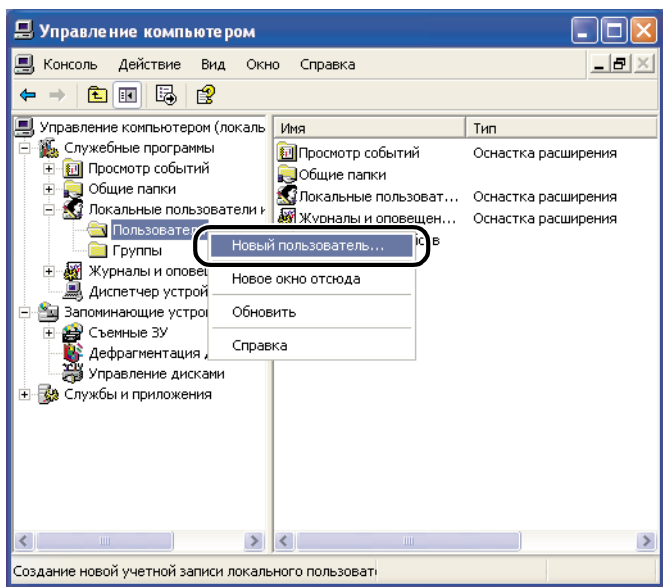 Управление компьютером
Консоль Действие Вид Окно Справка
Управление компьютером (локаль
Служебные программы
Просмотр событий
Общие папки
Локальные пользователи и
Пользовател
Группы
Журналы и опове
Диспетчер устрой
Запоминающие устро
Съемные ЗУ
Дефрагментация
Управление дисками
Службы и приложения
Имя Тип
Просмотр событий Оснастка расширения
Общие папки
Локальные пользоват... Оснастка расширения
Журналы и оповещен... Оснастка расширения
Новый пользователь...
Новое окно отсюда
Обновить
Справка
Создание новой учетной записи локального пользоват